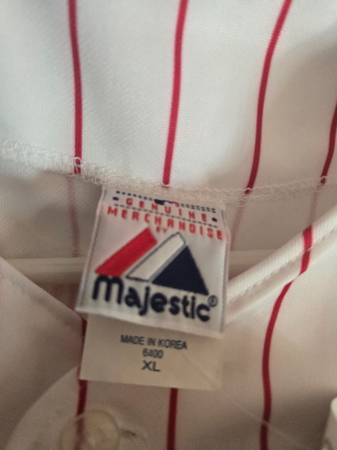 GENUINE
MERCHANDISE
BY
Majestic®
MADE IN KOREA
6400
XL